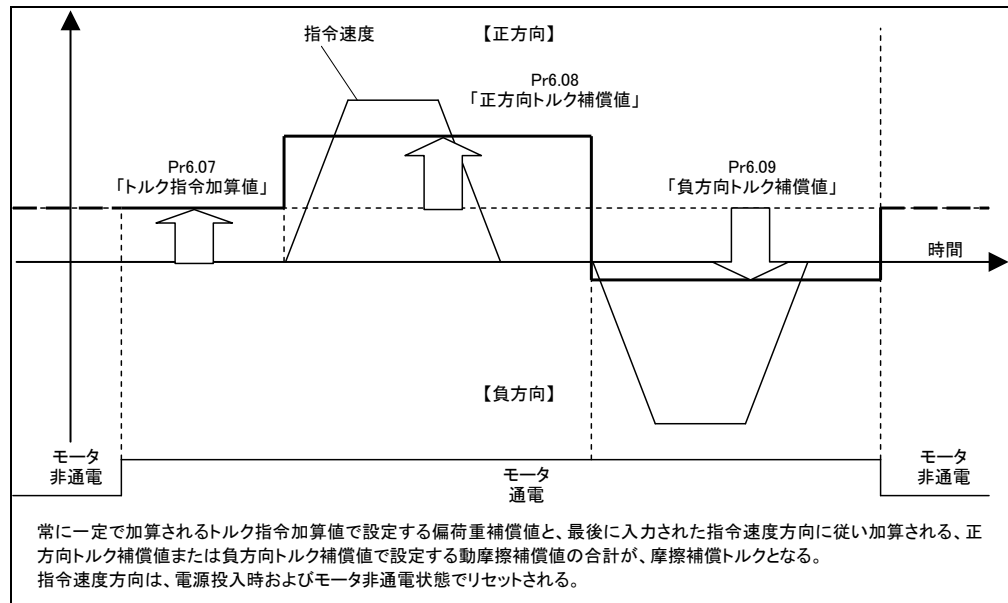 指令速度
【正方向】
Pr6.08
「正方向トルク補償値」
Pr6.07
「トルク指令加算値」
Pr6.09
「負方向トルク補償値」
時間
【負方向】
モータ
非通電
モータ
通電
モータ
非通電
常に一定で加算されるトルク指令加算値で設定する偏荷重補償値と、最後に入力された指令速度方向に従い加算される、正
方向トルク補償値または負方向トルク補償値で設定する動摩擦補償値の合計が、摩擦補償トルクとなる。
指令速度方向は、電源投入時およびモータ非通電状態でリセットされる。